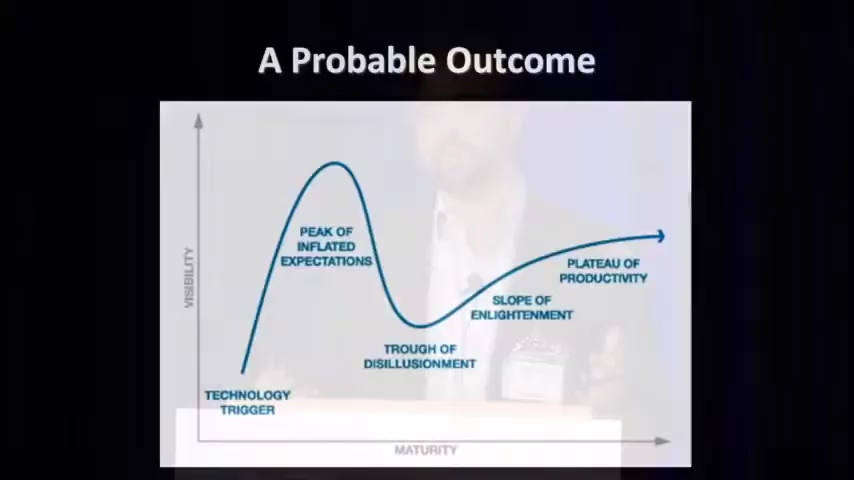 A Probable Outcome
VISIBILITY
PEAK OF
INFLATED
EXPECTATIONS
PLATEAU OF
PRODUCTIVITY
SLOPE OF
ENLIGHTENMENT
TROUGH OF
DISILLUSIONMENT
TECHNOLOGY
TRIGGER
MATURITY